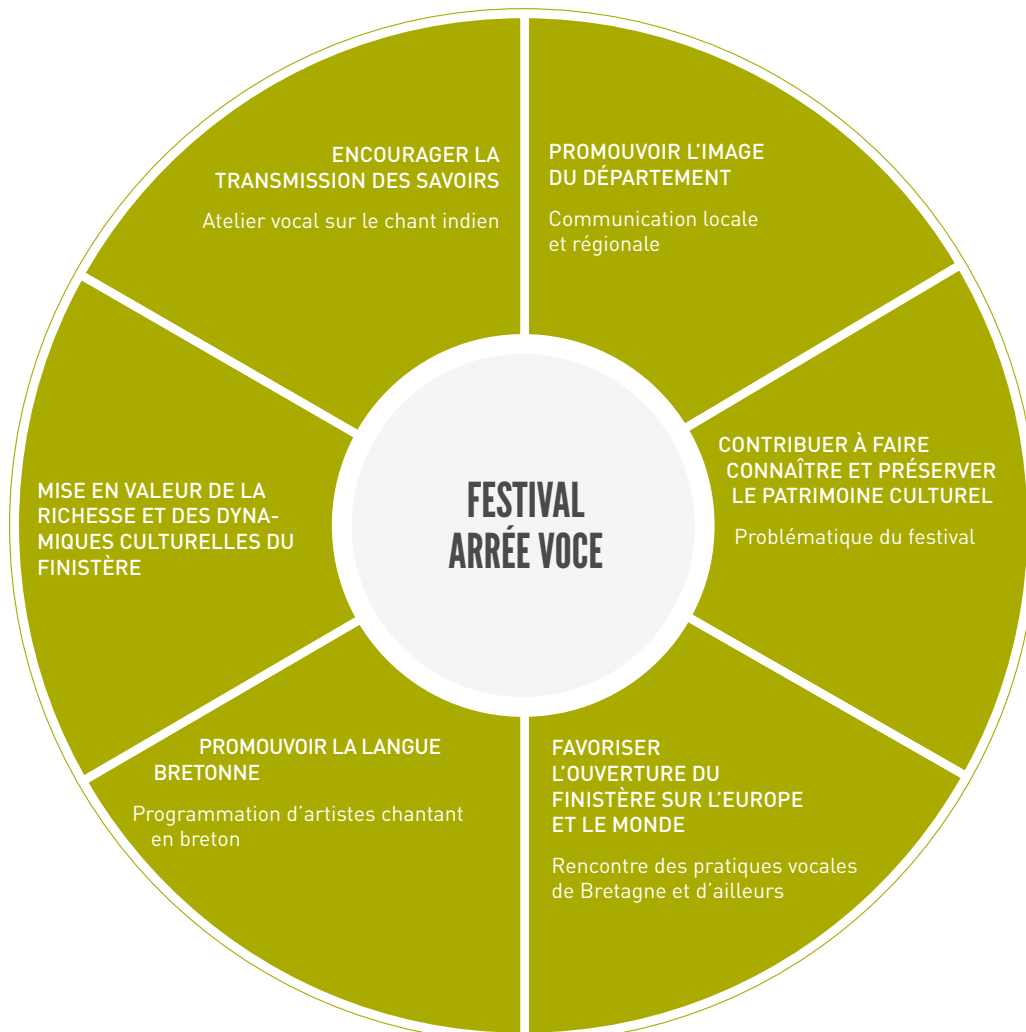 ENCOURAGER LA
TRANSMISSION DES SAVOIRS
Atelier vocal sur le chant indien
PROMOUVOIR L'IMAGE
DU DÉPARTEMENT
Communication locale
et régionale
CONTRIBUER À FAIRE
CONNAÎTRE ET PRÉSERVER
LE PATRIMOINE CULTUREL
Problématique du festival
FAVORISER
L'OUVERTURE DU
FINISTÈRE SUR L'EUROPE
ET LE MONDE
Rencontre des pratiques vocales
de Bretagne et d'ailleurs
PROMOUVOIR LA LANGUE
BRETONNE
Programmation d'artistes chantant
en breton
MISE EN VALEUR DE LA
RICHESSE ET DES DYNA-
MIQUES CULTURELLES DU
FINISTÈRE
FESTIVAL
ARRÉE VOCE